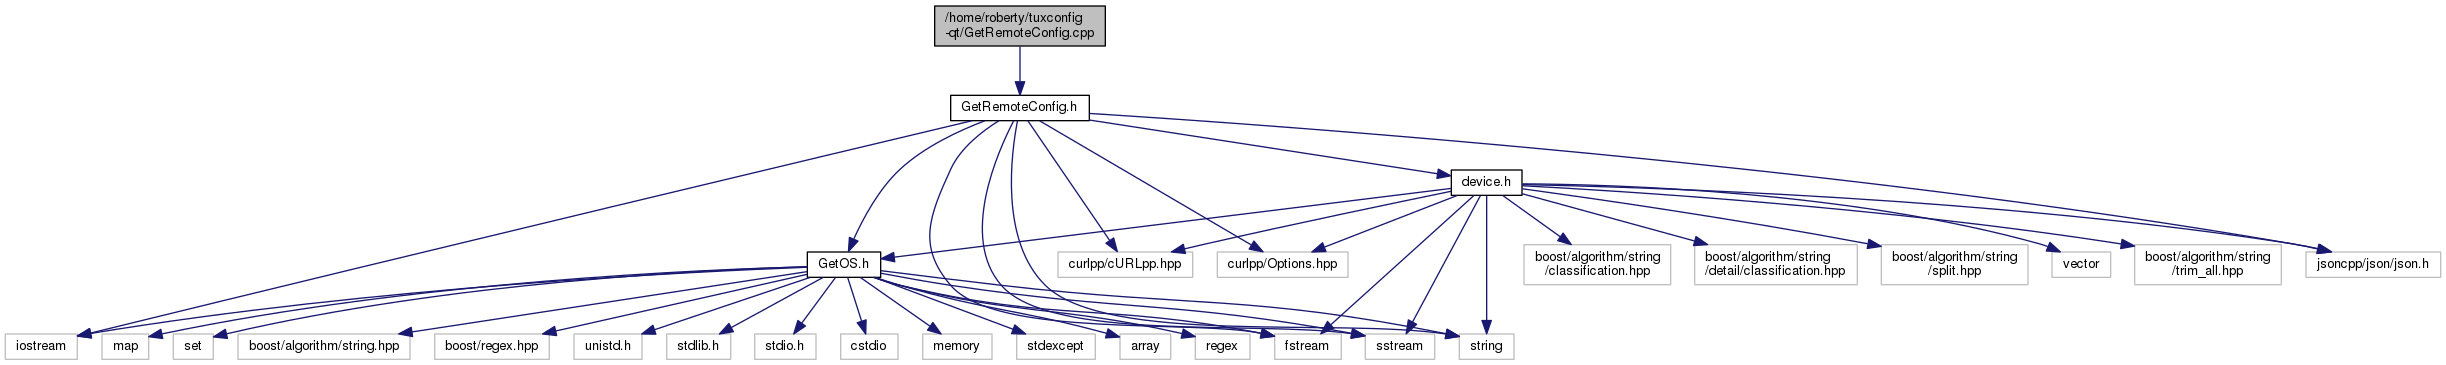 /home/roberty/tuxconfig
-qt/GetRemoteConfig.cpp
GetRemoteConfig.h
device.h
GetOS.h
curlpp/cURLpp.hpp
curlpp/Options.hpp
boost/algorithm/string
/classification.hpp
boost/algorithm/string
/detail/classification.hpp
boost/algorithm/string
/split.hpp
vector
boost/algorithm/string
/trim_all.hpp
jsoncpp/json/json.h
iostream
map
set
boost/algorithm/string.hpp
boost/regex.hpp
unistd.h
stdlib.h
stdio.h
cstdio
memory
stdexcept
array
regex
fstream
sstream
string